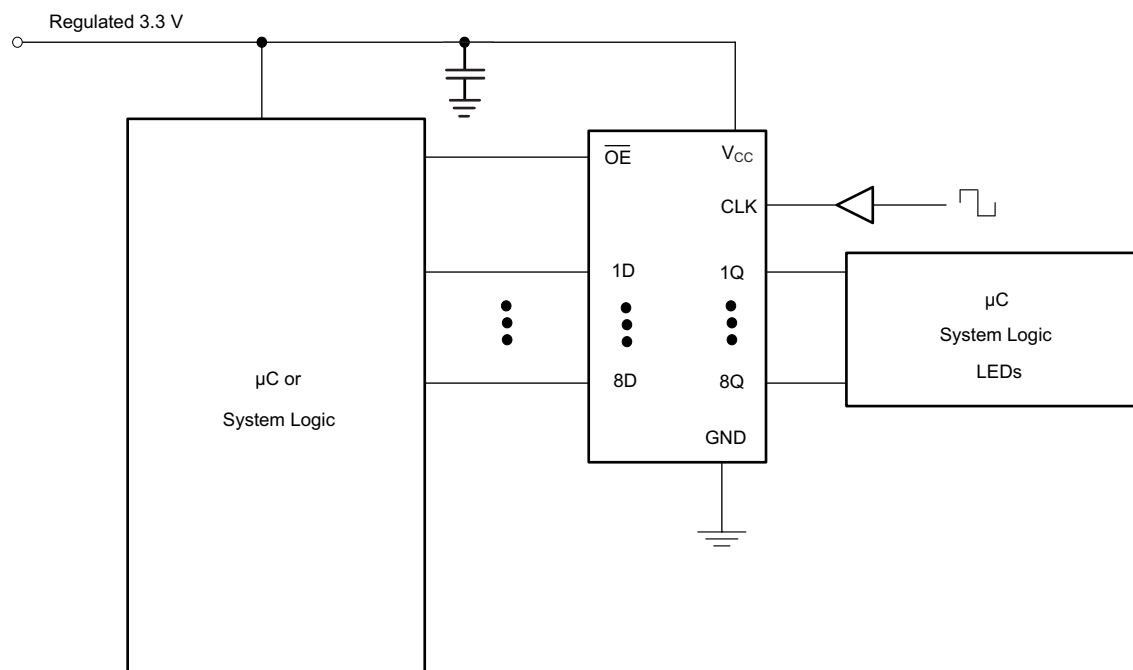 Regulated 3.3 V
OE
VCC
CLK
1D
1Q
8D
8Q
GND
µC or
System Logic
µC
System Logic
LEDs